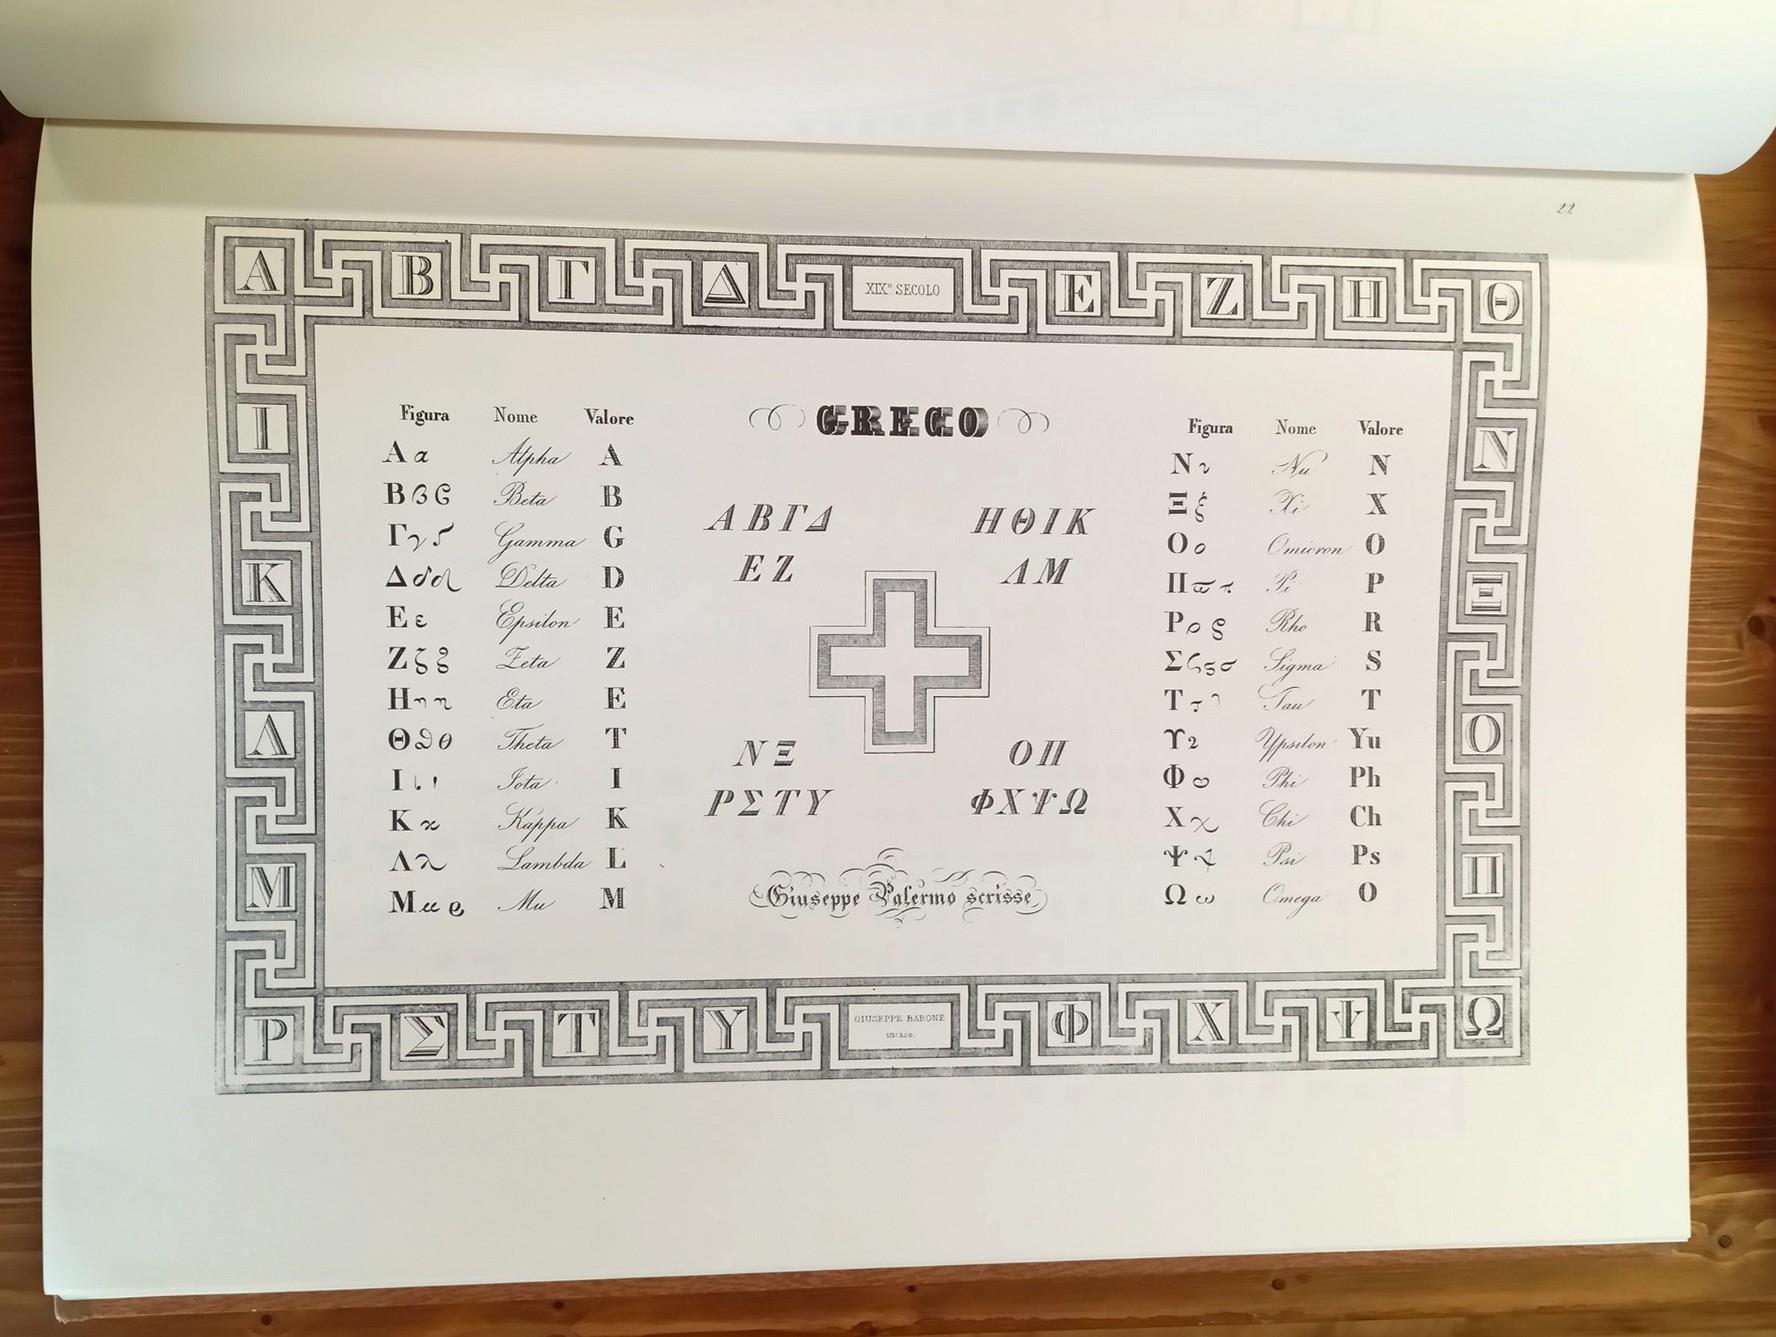 22
Α Β Γ Δ XIX.º SECOLO Ε Ζ Η Θ
Ι
Κ
Λ
Μ
Ν
Ξ
Ο
Π
Ρ Σ Τ Υ GIUSEPPE BARONE incise. Φ Χ Ψ Ω
GRECO
Figura Nome Valore
Α α Alpha A
Β β ϐ Beta B
Γ γ Gamma G
Δ δ Delta D
Ε ε Epsilon E
Ζ ζ Zeta Z
Η η Eta E
Θ ϑ θ Theta T
Ι ι Iota I
Κ κ Kappa K
Λ λ Lambda L
Μ μ Mu M
ΑΒΓΔ
ΕΖ
ΗΘΙΚ
ΛΜ
ΝΞ
ΡΣΤΥ
ΟΠ
ΦΧΨΩ
Giuseppe Palermo scrisse
Figura Nome Valore
Ν ν Nu N
Ξ ξ Xi X
Ο ο Omicron O
Π ϖ π Pi P
Ρ ρ Rho R
Σ ς σ Sigma S
Τ τ Tau T
ϒ υ Ypsilon Yu
Φ φ Phi Ph
Χ χ Chi Ch
Ψ ψ Psi Ps
Ω ω Omega O